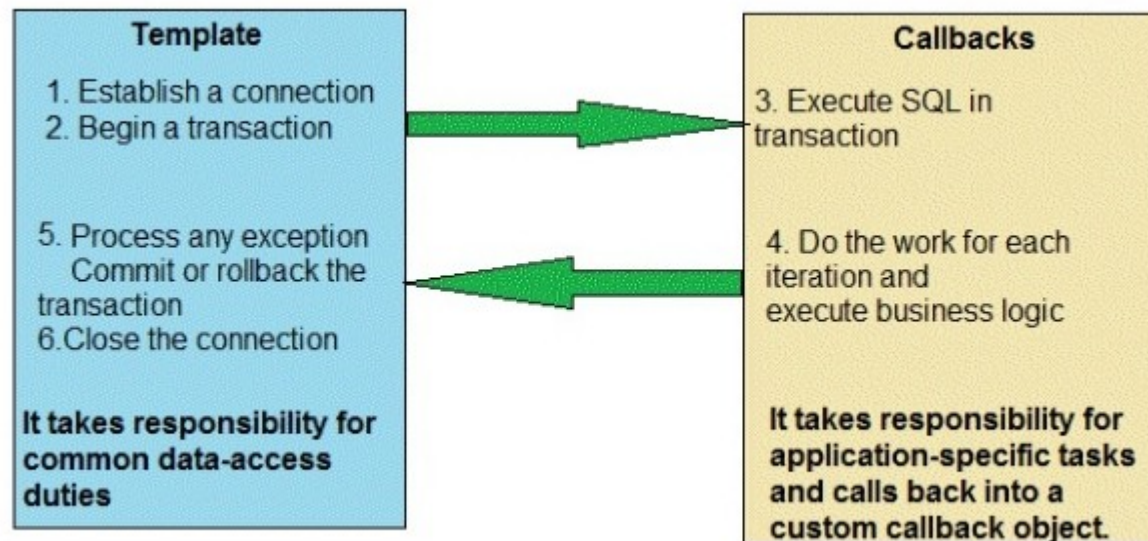 Template
1. Establish a connection
2. Begin a transaction
5. Process any exception
Commit or rollback the
transaction
6.Close the connection
It takes responsibility for
common data-access
duties
Callbacks
3. Execute SQL in
transaction
4. Do the work for each
iteration and
execute business logic
It takes responsibility for
application-specific tasks
and calls back into a
custom callback object.